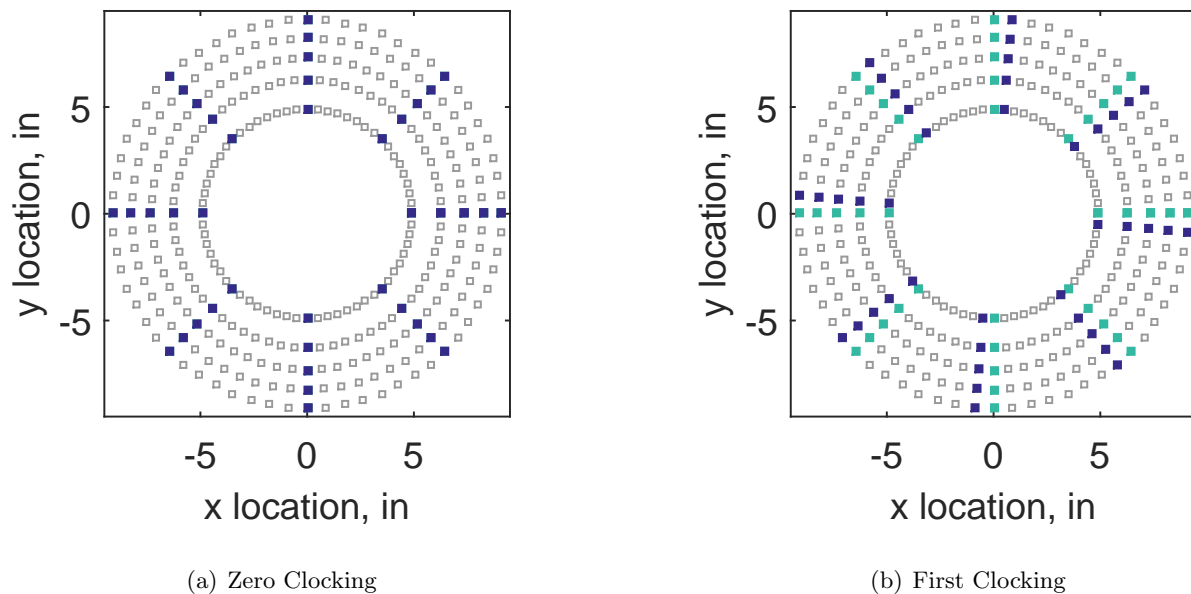 5
0
-5
y location, in
-5 0 5
x location, in
(a) Zero Clocking
5
0
-5
y location, in
-5 0 5
x location, in
(b) First Clocking